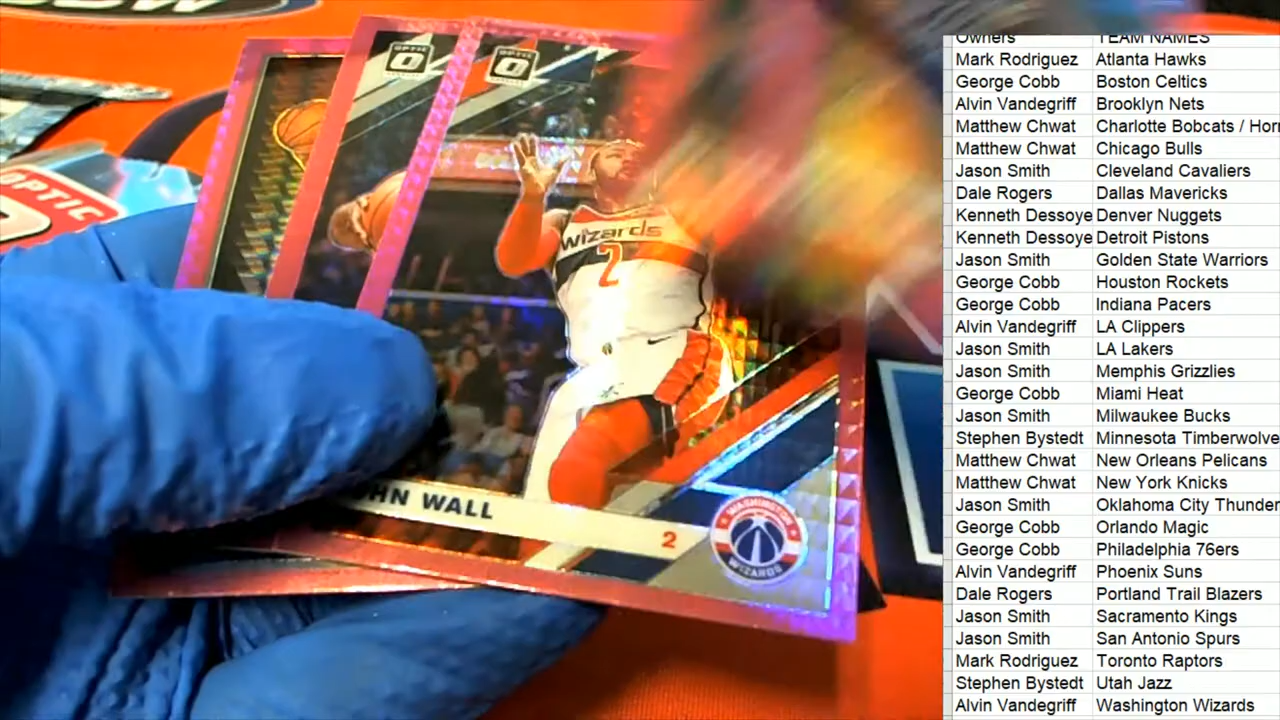 OPTIC
OPTIC
OPTIC
wizards
2
JOHN WALL
2
WASHINGTON
WIZARDS
Owners TEAM NAMES
Mark Rodriguez Atlanta Hawks
George Cobb Boston Celtics
Alvin Vandegriff Brooklyn Nets
Matthew Chwat Charlotte Bobcats / Hor
Matthew Chwat Chicago Bulls
Jason Smith Cleveland Cavaliers
Dale Rogers Dallas Mavericks
Kenneth Dessoye Denver Nuggets
Kenneth Dessoye Detroit Pistons
Jason Smith Golden State Warriors
George Cobb Houston Rockets
George Cobb Indiana Pacers
Alvin Vandegriff LA Clippers
Jason Smith LA Lakers
Jason Smith Memphis Grizzlies
George Cobb Miami Heat
Jason Smith Milwaukee Bucks
Stephen Bystedt Minnesota Timberwolve
Matthew Chwat New Orleans Pelicans
Matthew Chwat New York Knicks
Jason Smith Oklahoma City Thunder
George Cobb Orlando Magic
George Cobb Philadelphia 76ers
Alvin Vandegriff Phoenix Suns
Dale Rogers Portland Trail Blazers
Jason Smith Sacramento Kings
Jason Smith San Antonio Spurs
Mark Rodriguez Toronto Raptors
Stephen Bystedt Utah Jazz
Alvin Vandegriff Washington Wizards